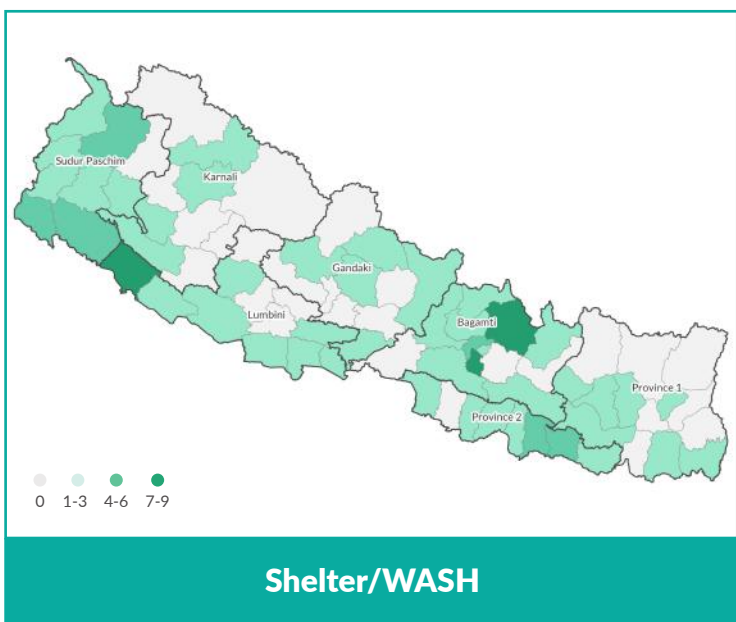 Sudur Paschim
Karnali
Gandaki
Lumbini
Bagamti
Province 1
Province 2
0 1-3 4-6 7-9
Shelter/WASH